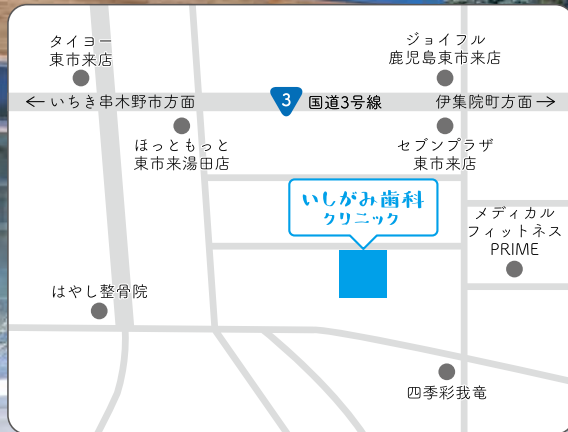 タイヨー
東市来店
ジョイフル
鹿児島東市来店
←いちき串木野市方面
3
国道3号線
伊集院町方面→
ほっともっと
東市来湯田店
セブンプラザ
東市来店
いしがみ歯科
クリニック
メディカル
フィットネス
PRIME
はやし整骨院
四季彩我竜